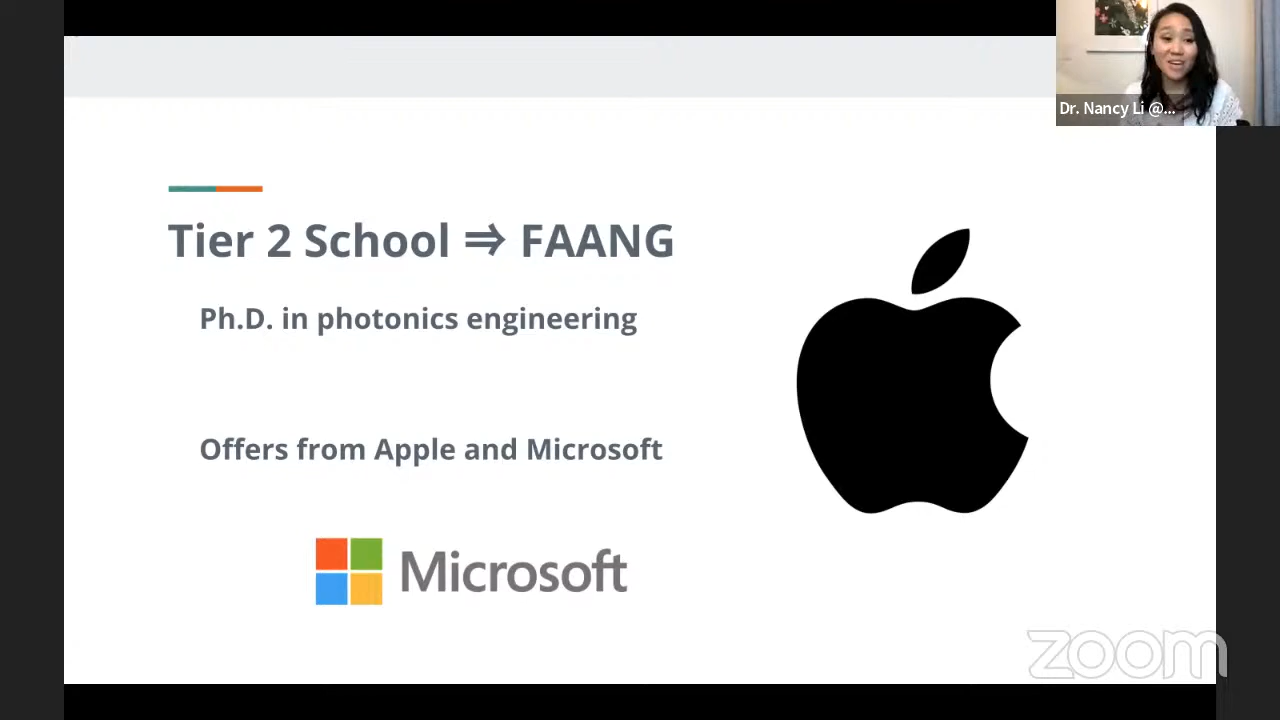 Dr. Nancy Li @...
Tier 2 School ⇒ FAANG
Ph.D. in photonics engineering
Offers from Apple and Microsoft
Microsoft
zoom